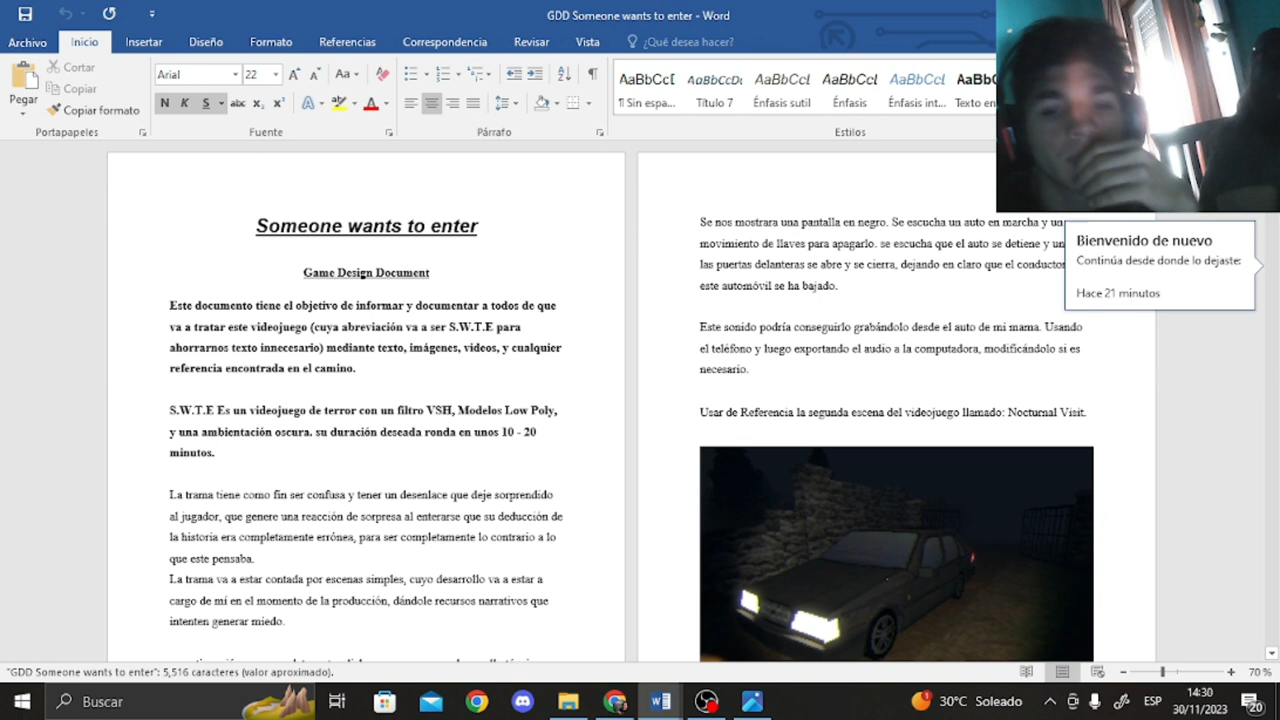 GDD Someone wants to enter - Word
Archivo Inicio Insertar Diseño Formato Referencias Correspondencia Revisar Vista ¿Qué desea hacer?
Pegar
Cortar
Copiar
Copiar formato
Portapapeles
Arial 22
Aa
N K S abc x₂ x²
Fuente
Párrafo
AaBbCcD AaBbCcDc AaBbCcL AaBbCcL AaBbCcL AaBbC
¶ Sin espa... Título 7 Énfasis sutil Énfasis Énfasis int... Texto en
Estilos
Someone wants to enter
Game Design Document
Este documento tiene el objetivo de informar y documentar a todos de que
va a tratar este videojuego (cuya abreviación va a ser S.W.T.E para
ahorrarnos texto innecesario) mediante texto, imágenes, videos, y cualquier
referencia encontrada en el camino.
S.W.T.E Es un videojuego de terror con un filtro VSH, Modelos Low Poly,
y una ambientación oscura. su duración deseada ronda en unos 10 - 20
minutos.
La trama tiene como fin ser confusa y tener un desenlace que deje sorprendido
al jugador, que genere una reacción de sorpresa al enterarse que su deducción de
la historia era completamente errónea, para ser completamente lo contrario a lo
que este pensaba.
La trama va a estar contada por escenas simples, cuyo desarrollo va a estar a
cargo de mí en el momento de la producción, dándole recursos narrativos que
intenten generar miedo.
Se nos mostrara una pantalla en negro. Se escucha un auto en marcha y un
movimiento de llaves para apagarlo. se escucha que el auto se detiene y un
las puertas delanteras se abre y se cierra, dejando en claro que el conductor
este automóvil se ha bajado.
Este sonido podría conseguirlo grabándolo desde el auto de mi mama. Usando
el teléfono y luego exportando el audio a la computadora, modificándolo si es
necesario.
Usar de Referencia la segunda escena del videojuego llamado: Nocturnal Visit.
Bienvenido de nuevo
Continúa desde donde lo dejaste:
Hace 21 minutos
"GDD Someone wants to enter": 5,516 caracteres (valor aproximado).
70 %
Buscar
30°C Soleado
ESP
14:30
30/11/2023
20